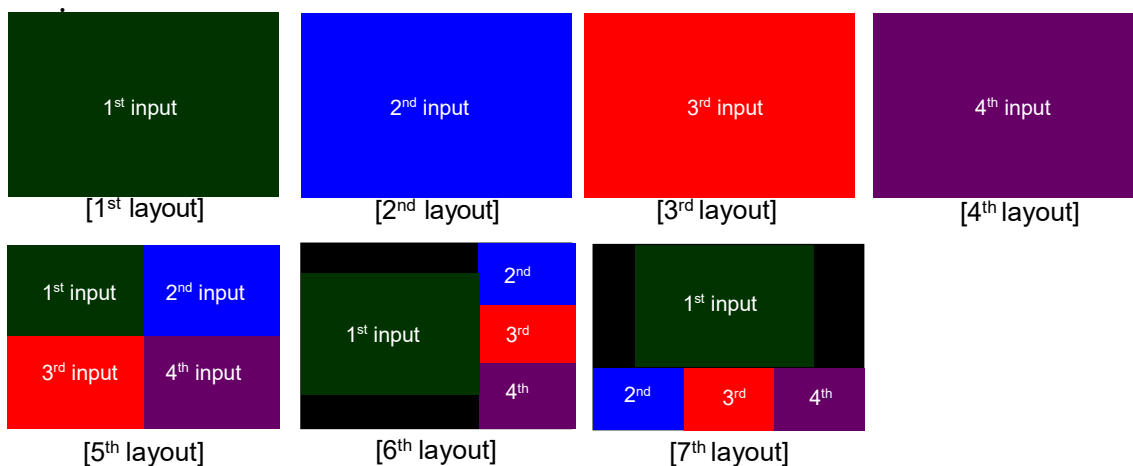 1st input
2nd input
3rd input
4th input
[1st layout]
[2nd layout]
[3rd layout]
[4th layout]
1st input
2nd input
3rd input
4th input
[5th layout]
1st input
2nd
3rd
4th
[6th layout]
1st input
2nd
3rd
4th
[7th layout]